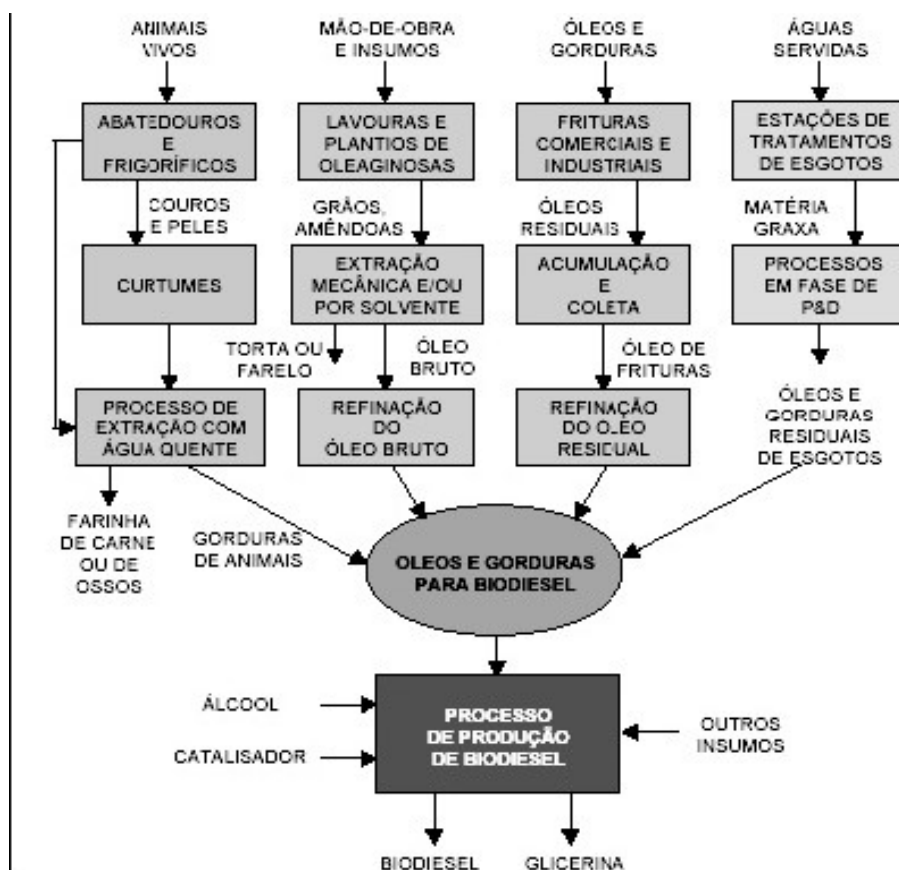 ANIMAIS
VIVOS
MÃO-DE-OBRA
E INSUMOS
ÓLEOS E
GORDURAS
ÁGUAS
SERVIDAS
ABATEDOUROS
E
FRIGORÍFICOS
LAVOURAS E
PLANTIOS DE
OLEAGINOSAS
FRITURAS
COMERCIAIS E
INDUSTRIAIS
ESTAÇÕES DE
TRATAMENTOS
DE ESGOTOS
COUROS
E PELES
GRÃOS,
AMÊNDOAS
ÓLEOS
RESIDUAIS
MATÉRIA
GRAXA
CURTUMES
EXTRAÇÃO
MECÂNICA E/OU
POR SOLVENTE
ACUMULAÇÃO
E
COLETA
PROCESSOS
EM FASE DE
P&D
TORTA OU
FARELO
ÓLEO
BRUTO
ÓLEO DE
FRITURAS
PROCESSO DE
EXTRAÇÃO COM
ÁGUA QUENTE
REFINAÇÃO
DO
ÓLEO BRUTO
REFINAÇÃO
DO ÓLEO
RESIDUAL
ÓLEOS E
GORDURAS
RESIDUAIS
DE ESGOTOS
FARINHA
DE CARNE
OU DE
OSSOS
GORDURAS
DE ANIMAIS
OLEOS E GORDURAS
PARA BIODIESEL
ÁLCOOL
CATALISADOR
PROCESSO
DE PRODUÇÃO
DE BIODIESEL
OUTROS
INSUMOS
BIODIESEL
GLICERINA